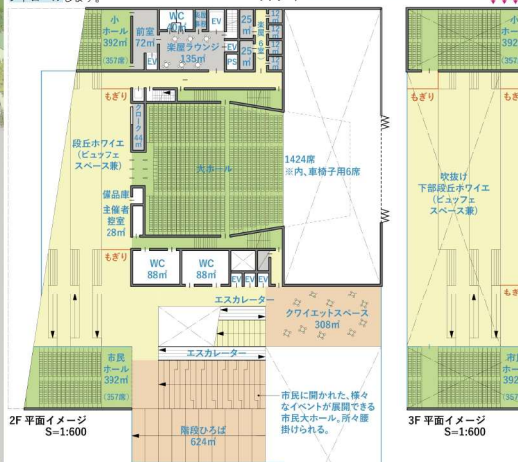 小
ホール
392㎡
(357席)
前室
72㎡
WC
EV
楽屋ラウンジ
135㎡
EV
PS
EV
25
㎡
25
㎡
楽屋
(6室)
12
㎡
12
㎡
もぎり
クローク
44㎡
段丘ホワイエ
(ビュッフェ
スペース兼)
大ホール
1424席
※内、車椅子用6席
備品庫
主催者
控室
28㎡
もぎり
WC
88㎡
WC
88㎡
EV EV EV
エスカレーター
クワイエットスペース
308㎡
エスカレーター
市民
ホール
392㎡
(357席)
階段ひろば
624㎡
市民に開かれた、様々
なイベントが展開できる
市民大ホール。所々腰
掛けられる。
2F 平面イメージ
S=1:600
もぎり
吹抜け
下部段丘ホワイエ
(ビュッフェ
スペース兼)
3F 平面イメージ
S=1:600